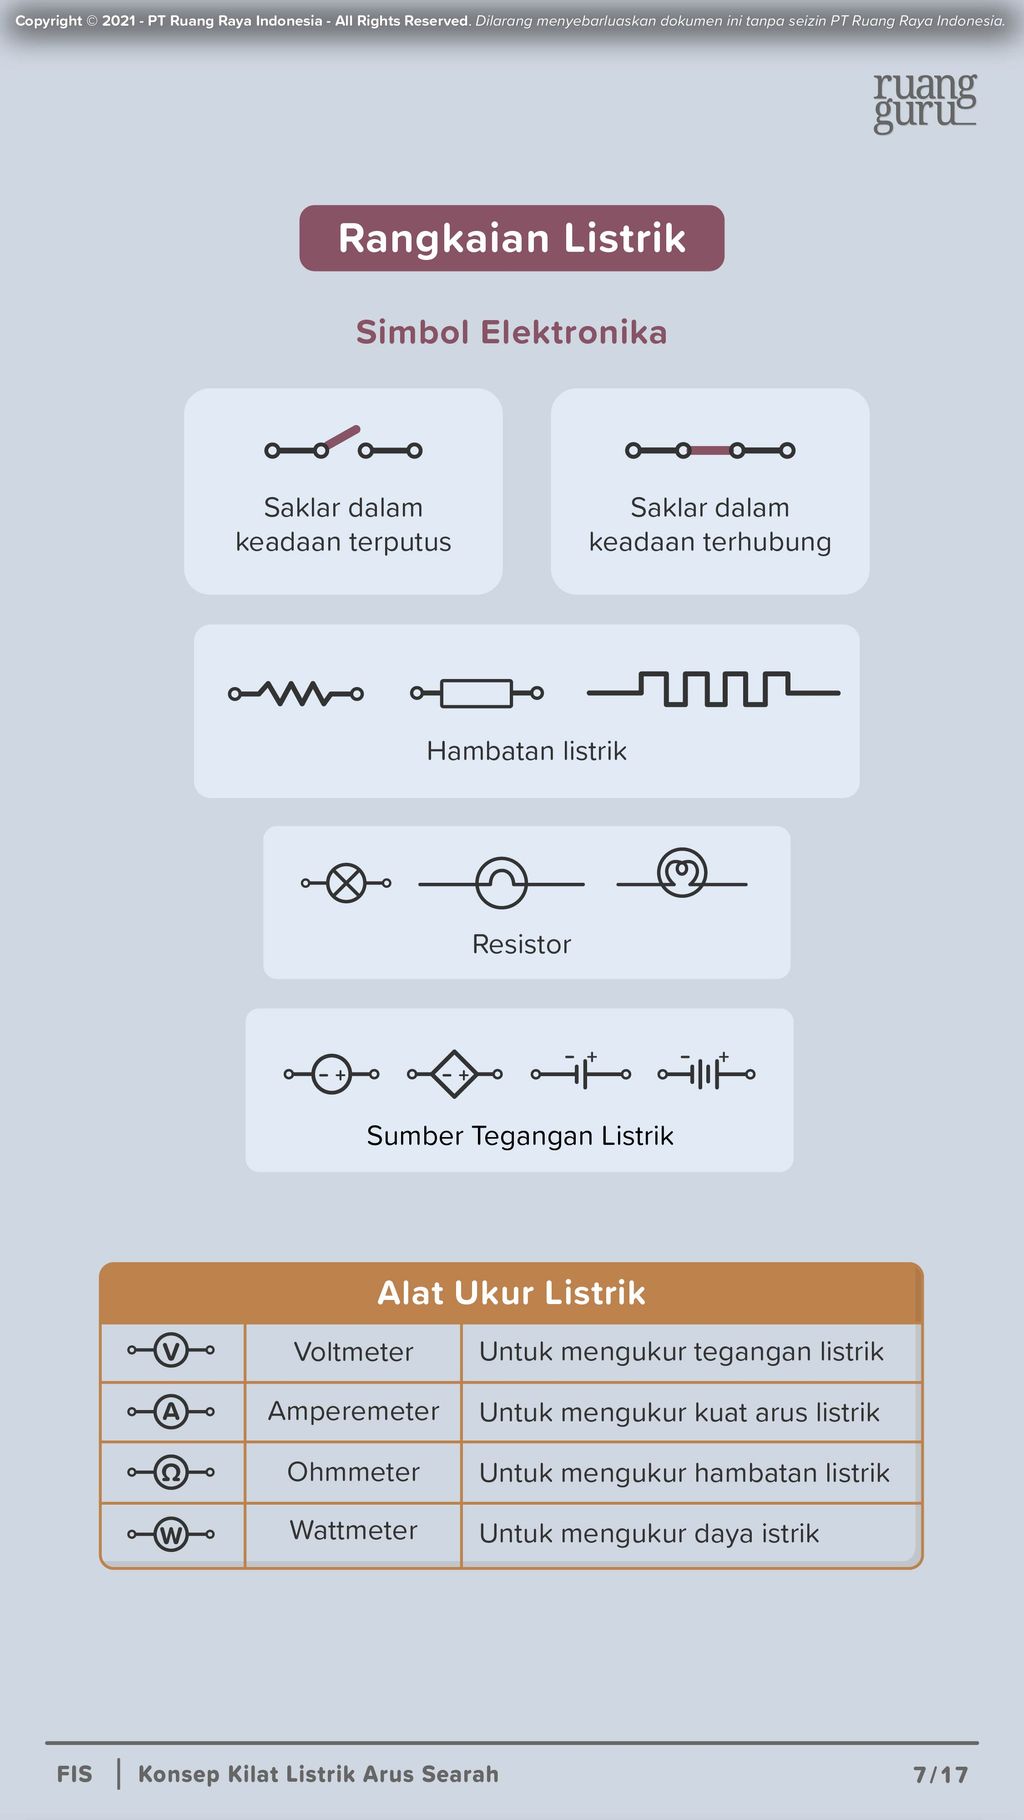 Copyright © 2021 - PT Ruang Raya Indonesia - All Rights Reserved. Dilarang menyebarluaskan dokumen ini tanpa seizin PT Ruang Raya Indonesia.
ruang
guru
Rangkaian Listrik
Simbol Elektronika
Saklar dalam
keadaan terputus
Saklar dalam
keadaan terhubung
Hambatan listrik
Resistor
- +
- +
- +
- +
Sumber Tegangan Listrik
Alat Ukur Listrik
V Voltmeter Untuk mengukur tegangan listrik
A Amperemeter Untuk mengukur kuat arus listrik
Ω Ohmmeter Untuk mengukur hambatan listrik
W Wattmeter Untuk mengukur daya istrik
FIS | Konsep Kilat Listrik Arus Searah 7/17